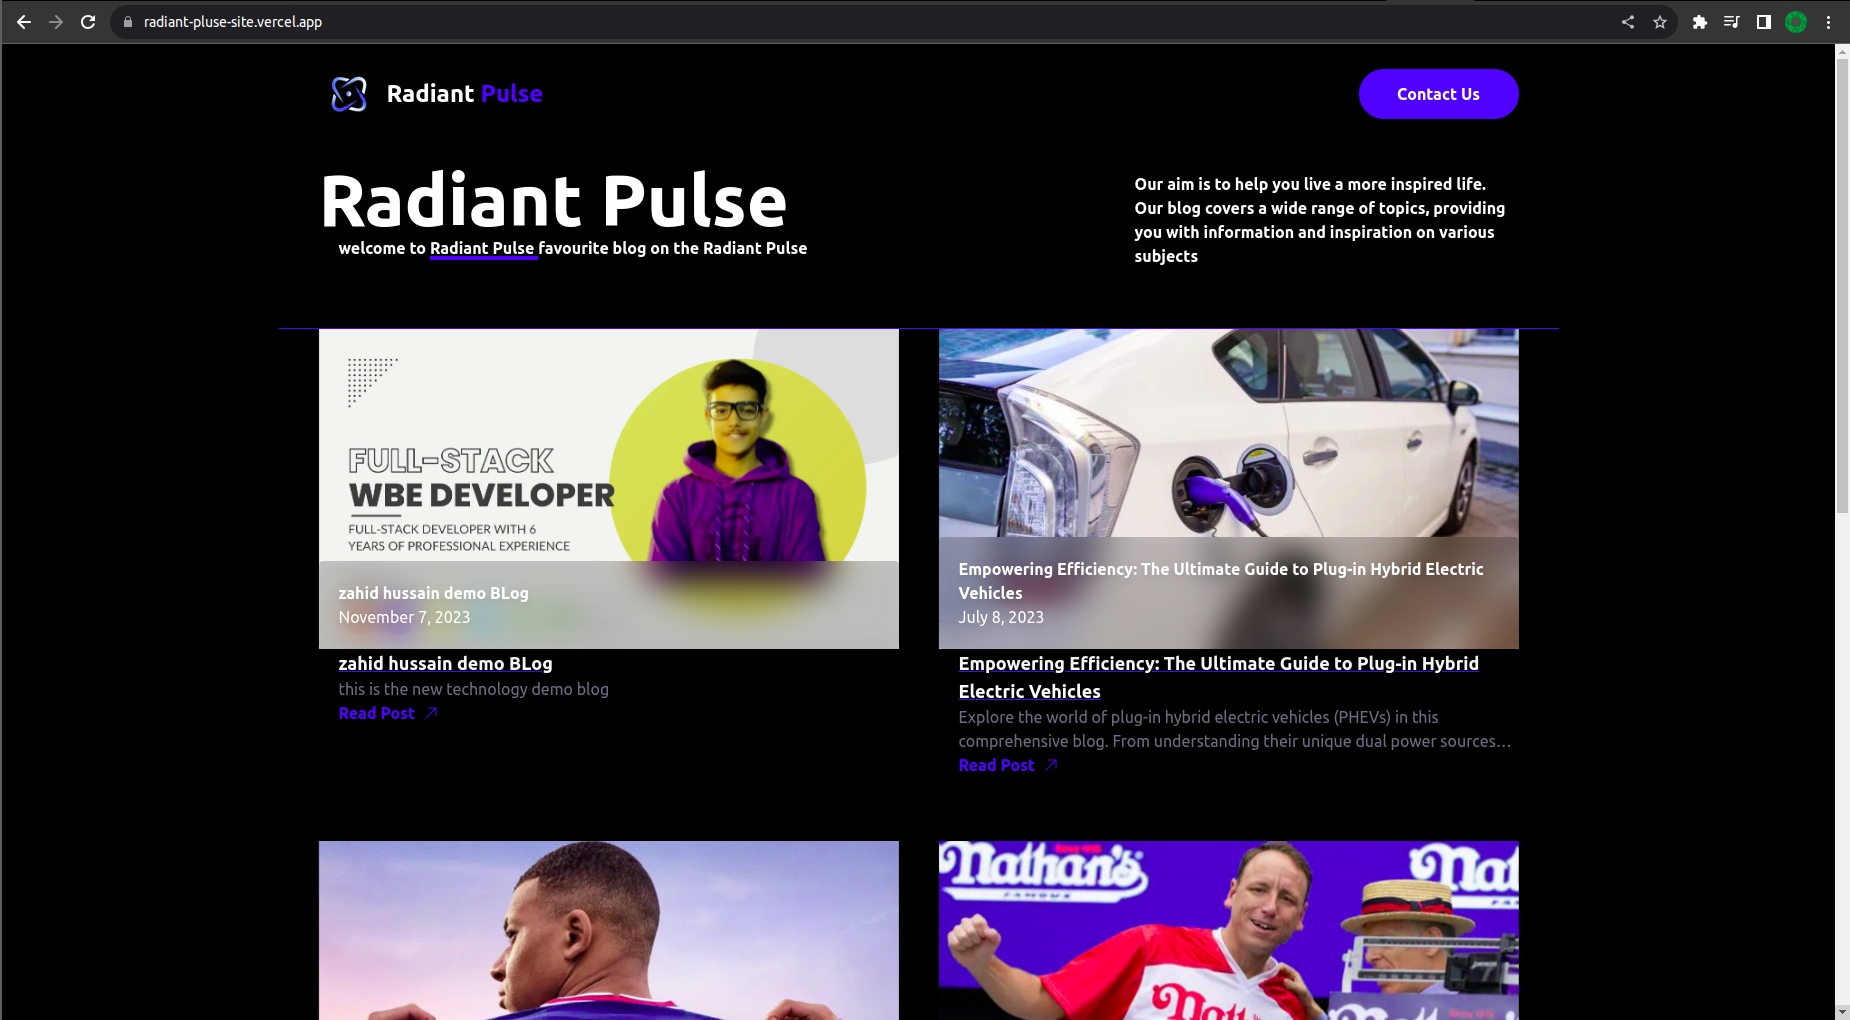 radiant-pluse-site.vercel.app
Radiant Pulse
Contact Us
Radiant Pulse
welcome to Radiant Pulse favourite blog on the Radiant Pulse
Our aim is to help you live a more inspired life.
Our blog covers a wide range of topics, providing
you with information and inspiration on various
subjects
FULL-STACK
WBE DEVELOPER
FULL-STACK DEVELOPER WITH 6
YEARS OF PROFESSIONAL EXPERIENCE
zahid hussain demo BLog
November 7, 2023
zahid hussain demo BLog
this is the new technology demo blog
Read Post
Empowering Efficiency: The Ultimate Guide to Plug-in Hybrid Electric
Vehicles
July 8, 2023
Empowering Efficiency: The Ultimate Guide to Plug-in Hybrid
Electric Vehicles
Explore the world of plug-in hybrid electric vehicles (PHEVs) in this
comprehensive blog. From understanding their unique dual power sources…
Read Post
Nathan's
FAMOUS
Nat
Nathan's